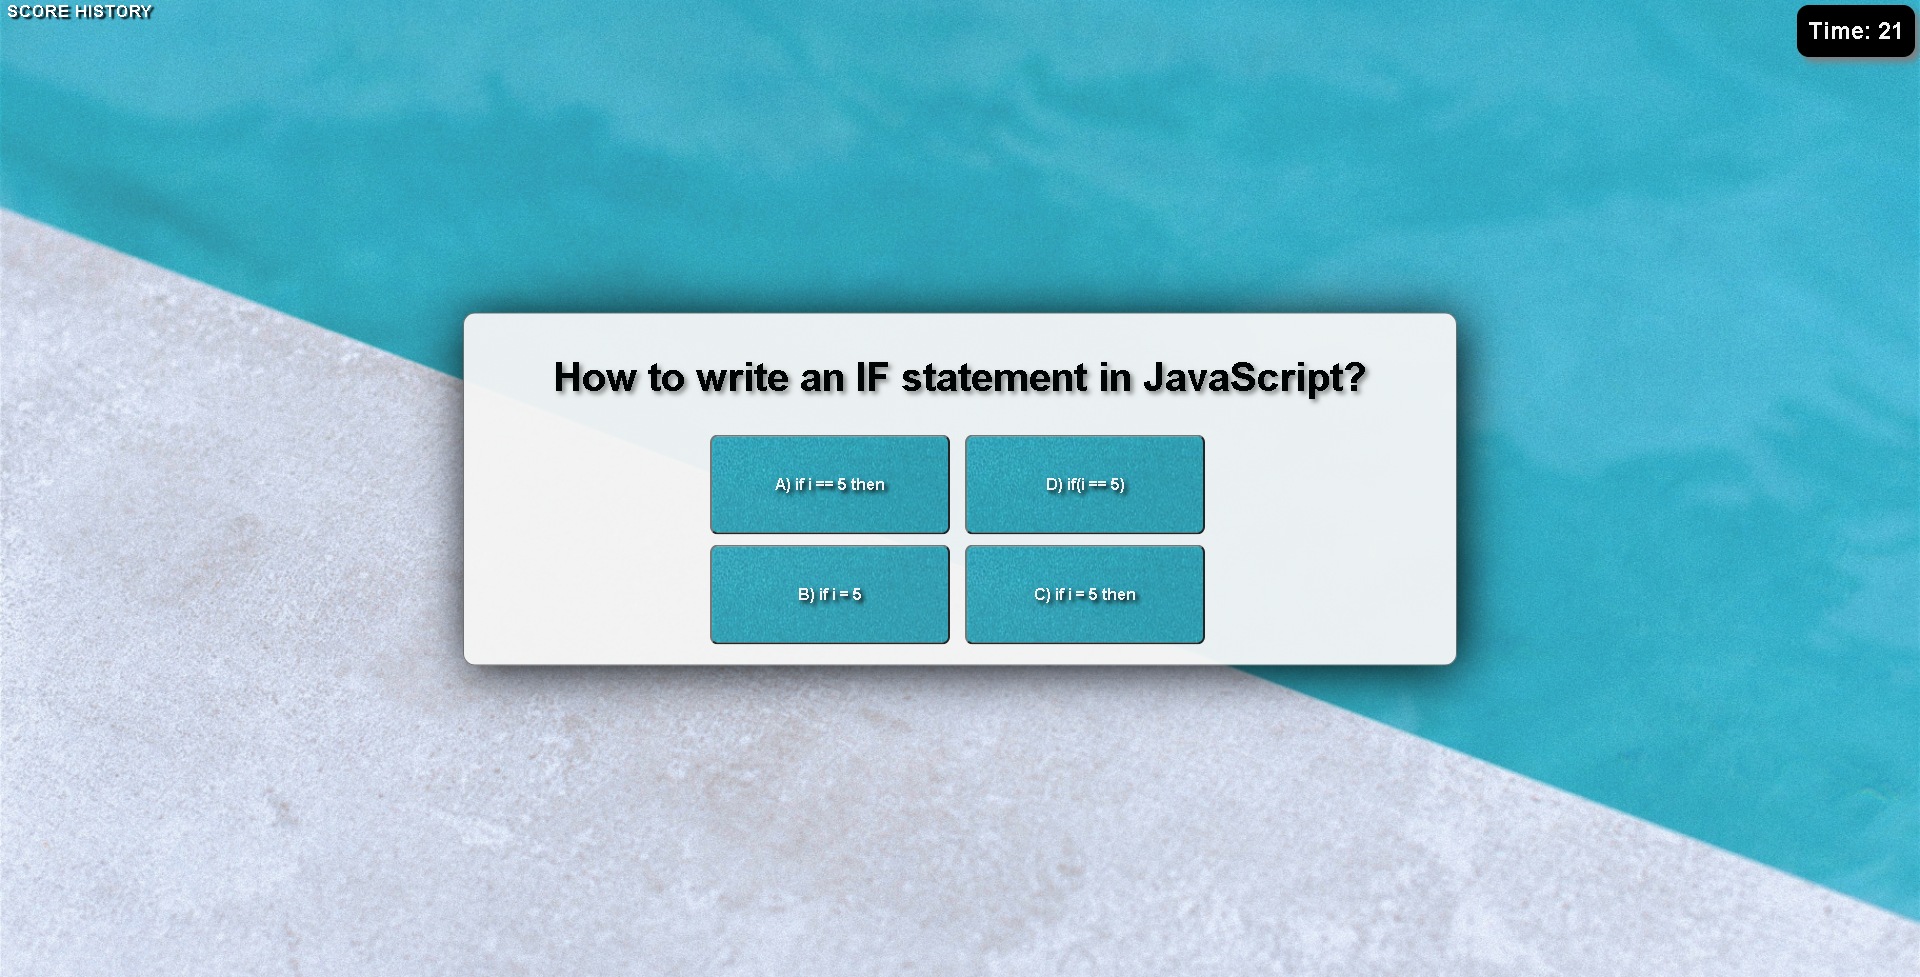 SCORE HISTORY
Time: 21
How to write an IF statement in JavaScript?
A) if i == 5 then
D) if(i == 5)
B) if i = 5
C) if i = 5 then